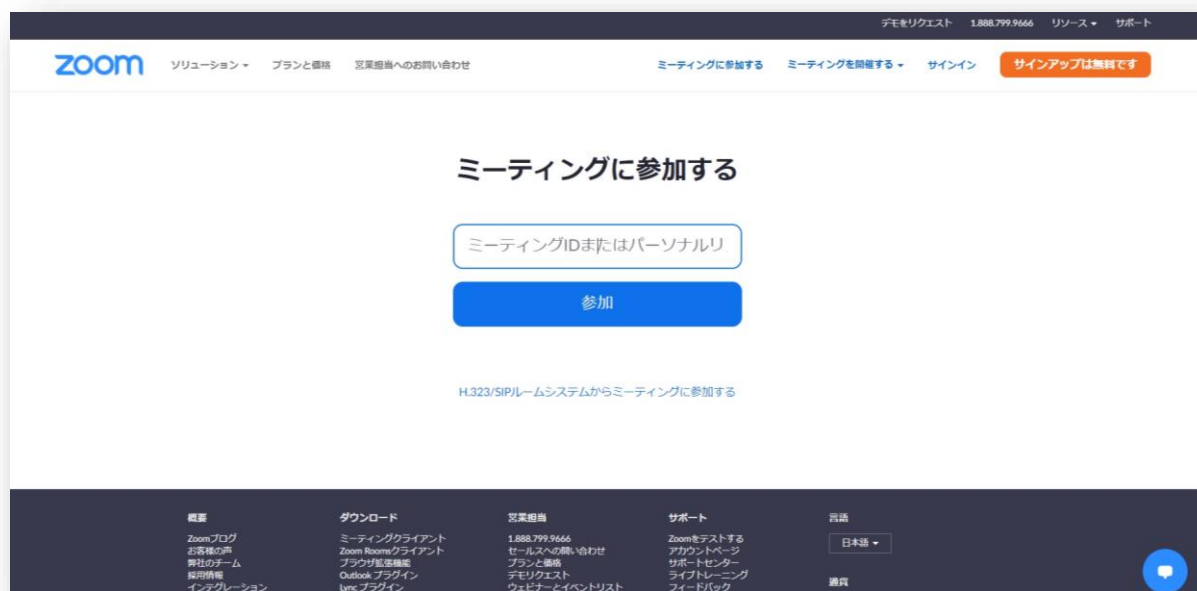 デモをリクエスト 1.888.799.9666 リソース サポート
zoom ソリューション プランと価格 営業担当へのお問い合わせ ミーティングに参加する ミーティングを開催する サインイン サインアップは無料です
ミーティングに参加する
ミーティングIDまたはパーソナルリ
参加
H.323/SIPルームシステムからミーティングに参加する
概要
Zoomブログ
お客様の声
弊社のチーム
採用情報
インテグレーション
ダウンロード
ミーティングクライアント
Zoom Roomsクライアント
ブラウザ拡張機能
Outlook プラグイン
Lync プラグイン
営業担当
1.888.799.9666
セールスへの問い合わせ
プランと価格
デモリクエスト
ウェビナーとイベントリスト
サポート
Zoomをテストする
アカウントページ
サポートセンター
ライブトレーニング
フィードバック
言語
日本語
通貨